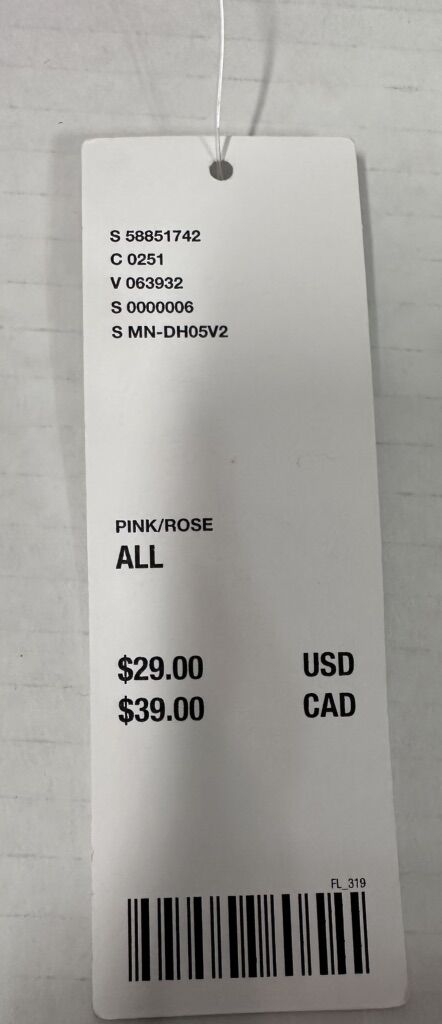 S 58851742
C 0251
V 063932
S 0000006
S MN-DH05V2
PINK/ROSE
ALL
$29.00 USD
$39.00 CAD
FL_319